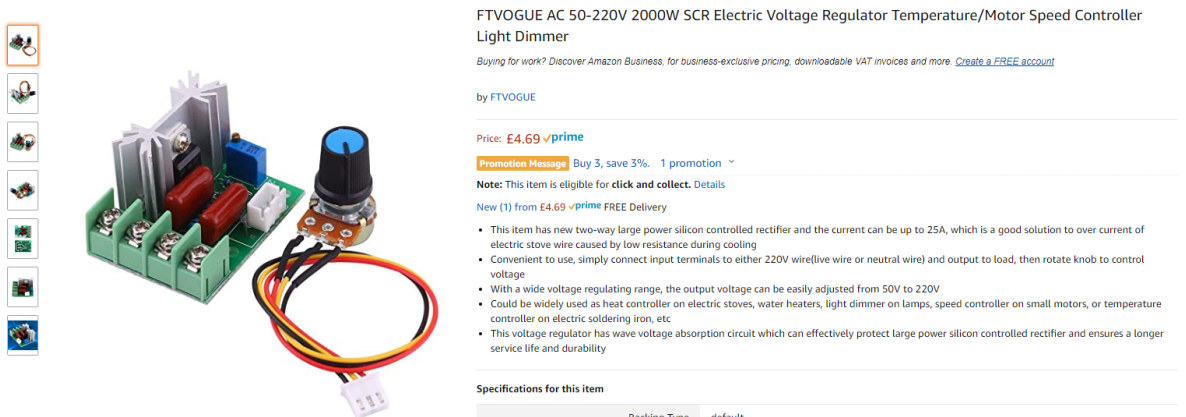 FTVOGUE AC 50-220V 2000W SCR Electric Voltage Regulator Temperature/Motor Speed Controller
Light Dimmer
Buying for work? Discover Amazon Business, for business-exclusive pricing, downloadable VAT invoices and more. Create a FREE account
by FTVOGUE
Price: £4.69 prime
Promotion Message Buy 3, save 3%. 1 promotion
Note: This item is eligible for click and collect. Details
New (1) from £4.69 prime FREE Delivery
• This item has new two-way large power silicon controlled rectifier and the current can be up to 25A, which is a good solution to over current of
electric stove wire caused by low resistance during cooling
• Convenient to use, simply connect input terminals to either 220V wire(live wire or neutral wire) and output to load, then rotate knob to control
voltage
• With a wide voltage regulating range, the output voltage can be easily adjusted from 50V to 220V
• Could be widely used as heat controller on electric stoves, water heaters, light dimmer on lamps, speed controller on small motors, or temperature
controller on electric soldering iron, etc
• This voltage regulator has wave voltage absorption circuit which can effectively protect large power silicon controlled rectifier and ensures a longer
service life and durability
Specifications for this item
Packing Type default